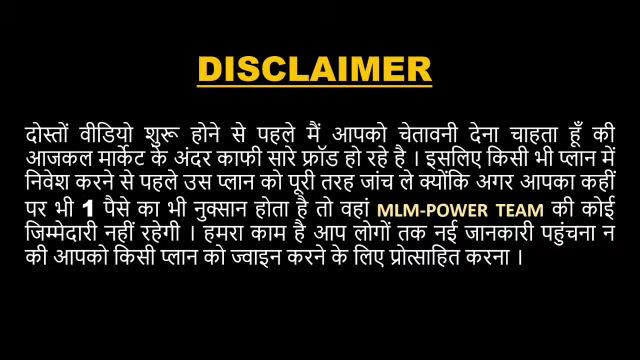 DISCLAIMER
दोस्तों वीडियो शुरू होने से पहले मैं आपको चेतावनी देना चाहता हूँ की
आजकल मार्केट के अंदर काफी सारे फ्रॉड हो रहे है । इसलिए किसी भी प्लान में
निवेश करने से पहले उस प्लान को पूरी तरह जांच ले क्योंकि अगर आपका कहीं
पर भी 1 पैसे का भी नुक्सान होता है तो वहां MLM-POWER TEAM की कोई
जिम्मेदारी नहीं रहेगी । हमरा काम है आप लोगों तक नई जानकारी पहुंचना न
की आपको किसी प्लान को ज्वाइन करने के लिए प्रोत्साहित करना ।